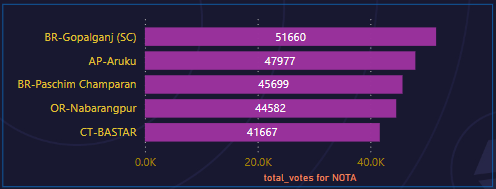 BR-Gopalganj (SC) 51660
AP-Aruku 47977
BR-Paschim Champaran 45699
OR-Nabarangpur 44582
CT-BASTAR 41667
0.0K 20.0K 40.0K
total_votes for NOTA